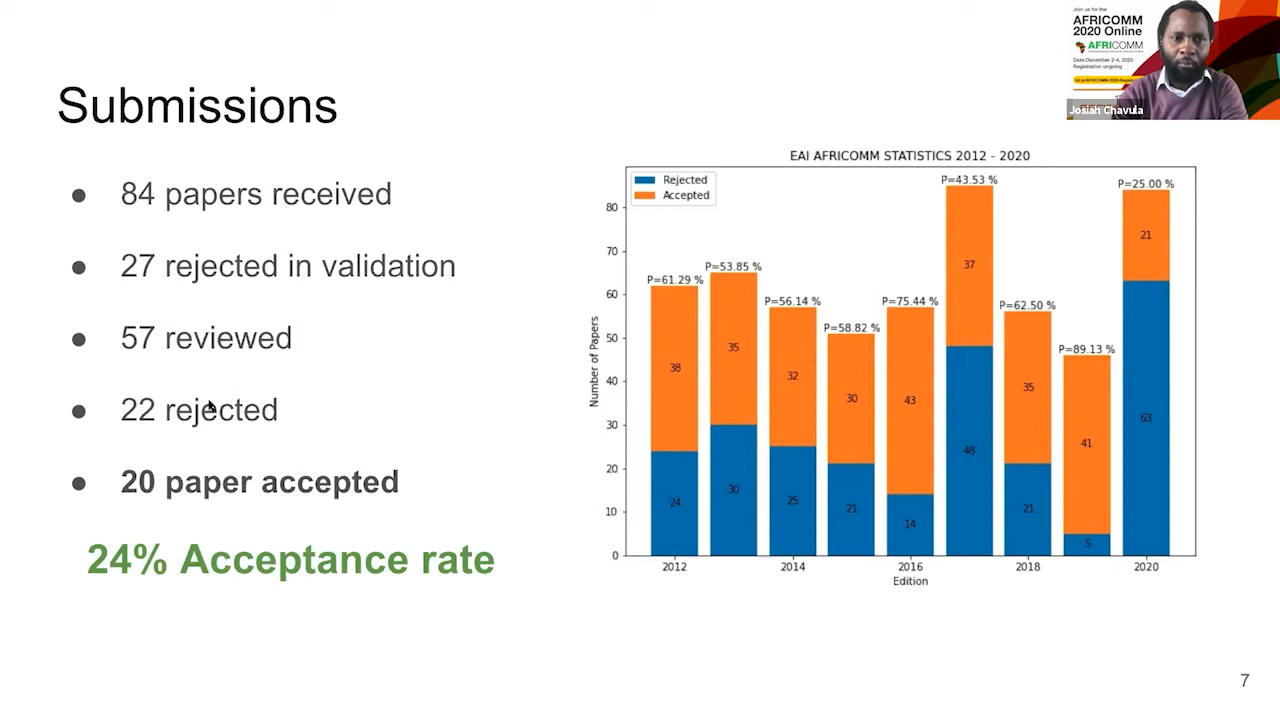 Submissions
● 84 papers received
● 27 rejected in validation
● 57 reviewed
● 22 rejected
● 20 paper accepted
24% Acceptance rate
Join us for the
AFRICOMM
2020 Online
AFRICOMM
Date:December 2-4, 2020
Registration ongoing
Josiah Chavula
EAI AFRICOMM STATISTICS 2012 - 2020
Rejected
Accepted
P=61.29 %
P=53.85 %
P=56.14 %
P=58.82 %
P=75.44 %
P=43.53 %
P=62.50 %
P=89.13 %
P=25.00 %
38
35
32
30
43
37
35
41
21
24
30
25
21
14
48
21
5
63
Number of Papers
80
70
60
50
40
30
20
10
0
2012 2014 2016 2018 2020
Edition
7